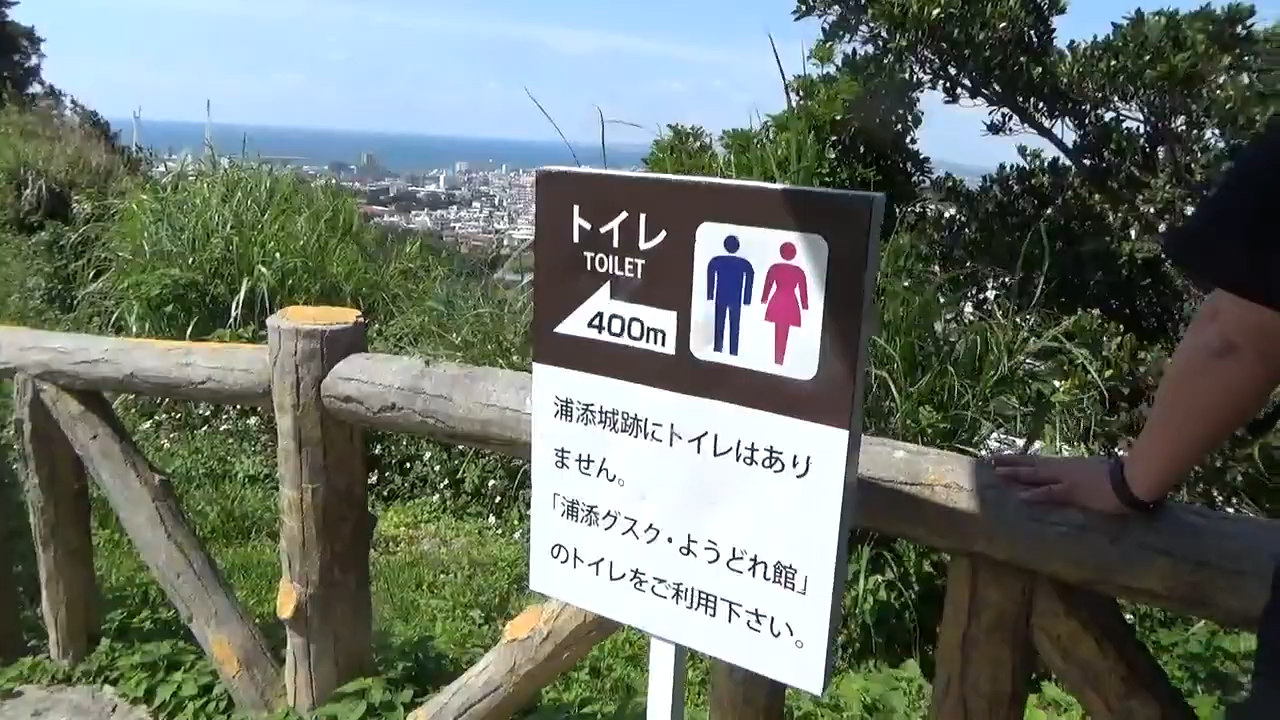 トイレ
TOILET
400m
浦添城跡にトイレはあり
ません。
「浦添グスク・ようどれ館」
のトイレをご利用下さい。